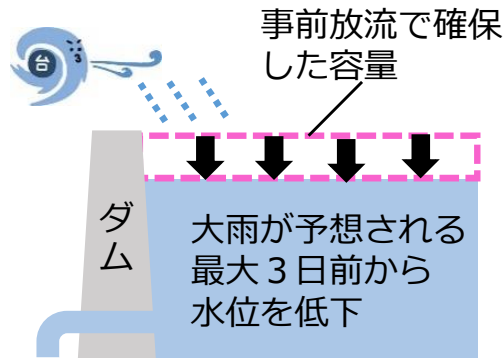 事前放流で確保
した容量
台
ダム
大雨が予想される
最大３日前から
水位を低下